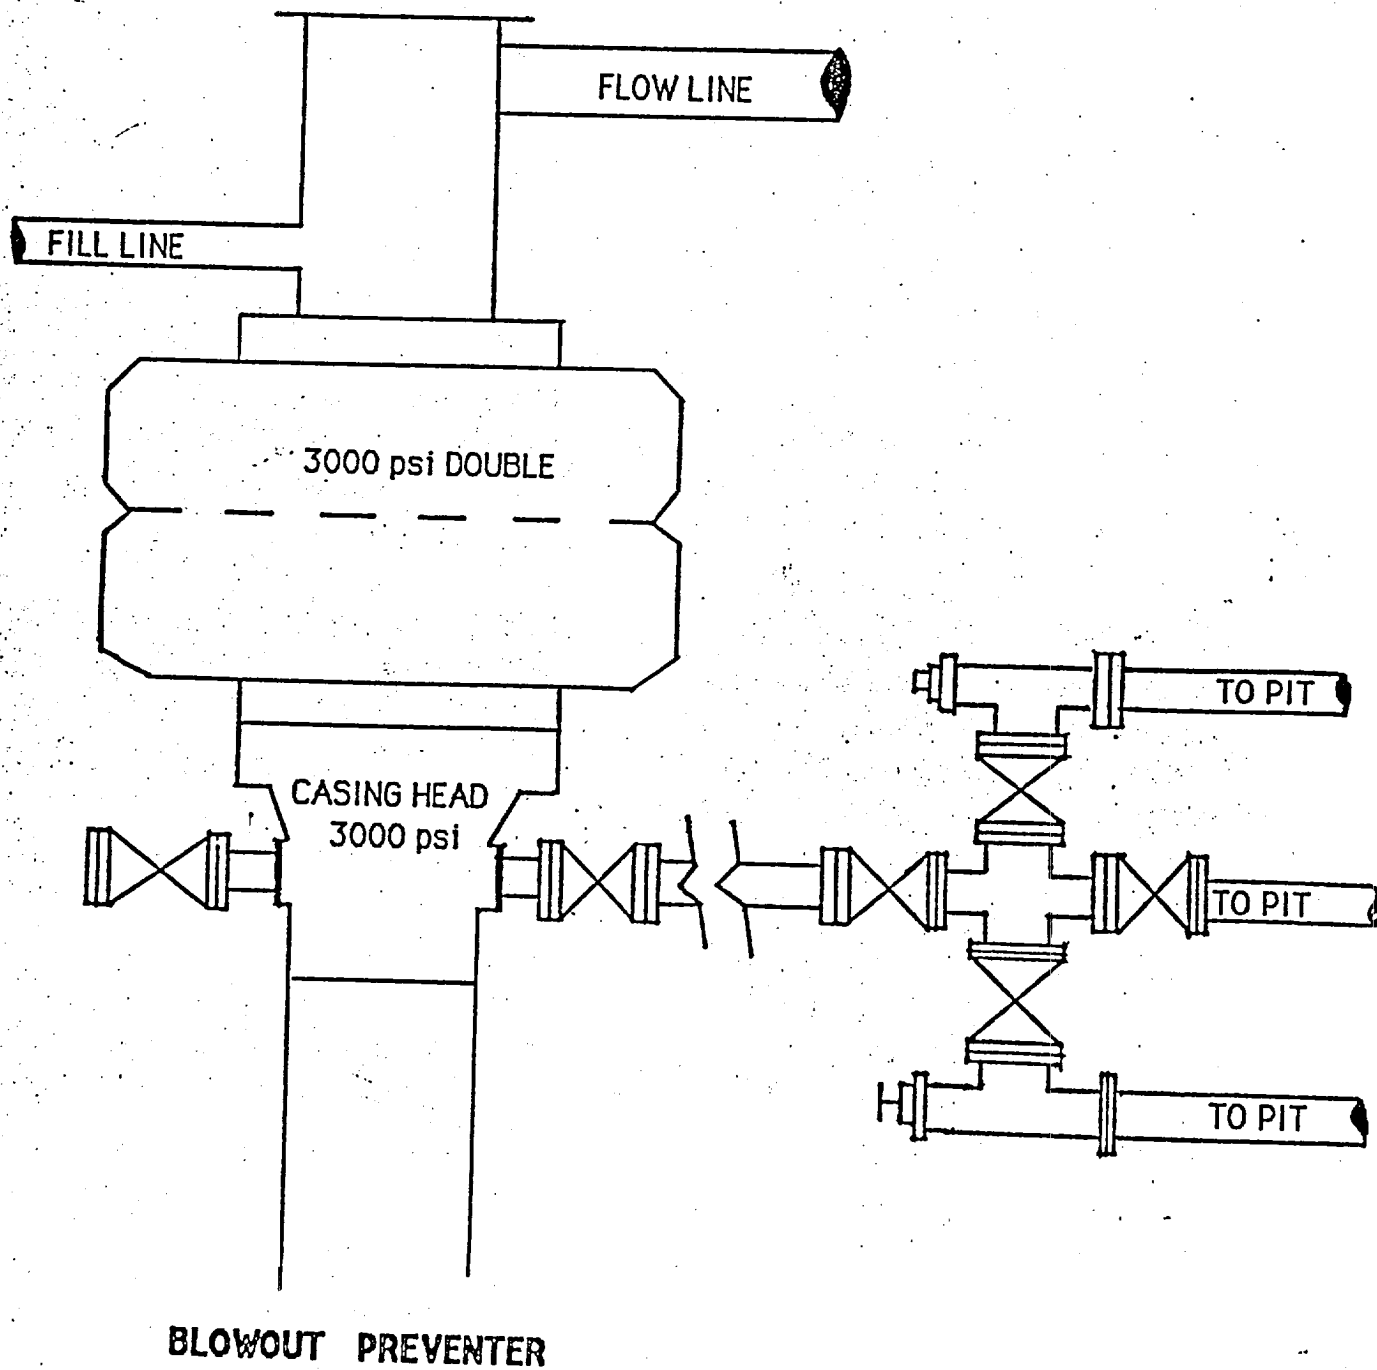 FLOW LINE
FILL LINE
3000 psi DOUBLE
TO PIT
CASING HEAD
3000 psi
TO PIT
TO PIT
BLOWOUT PREVENTER